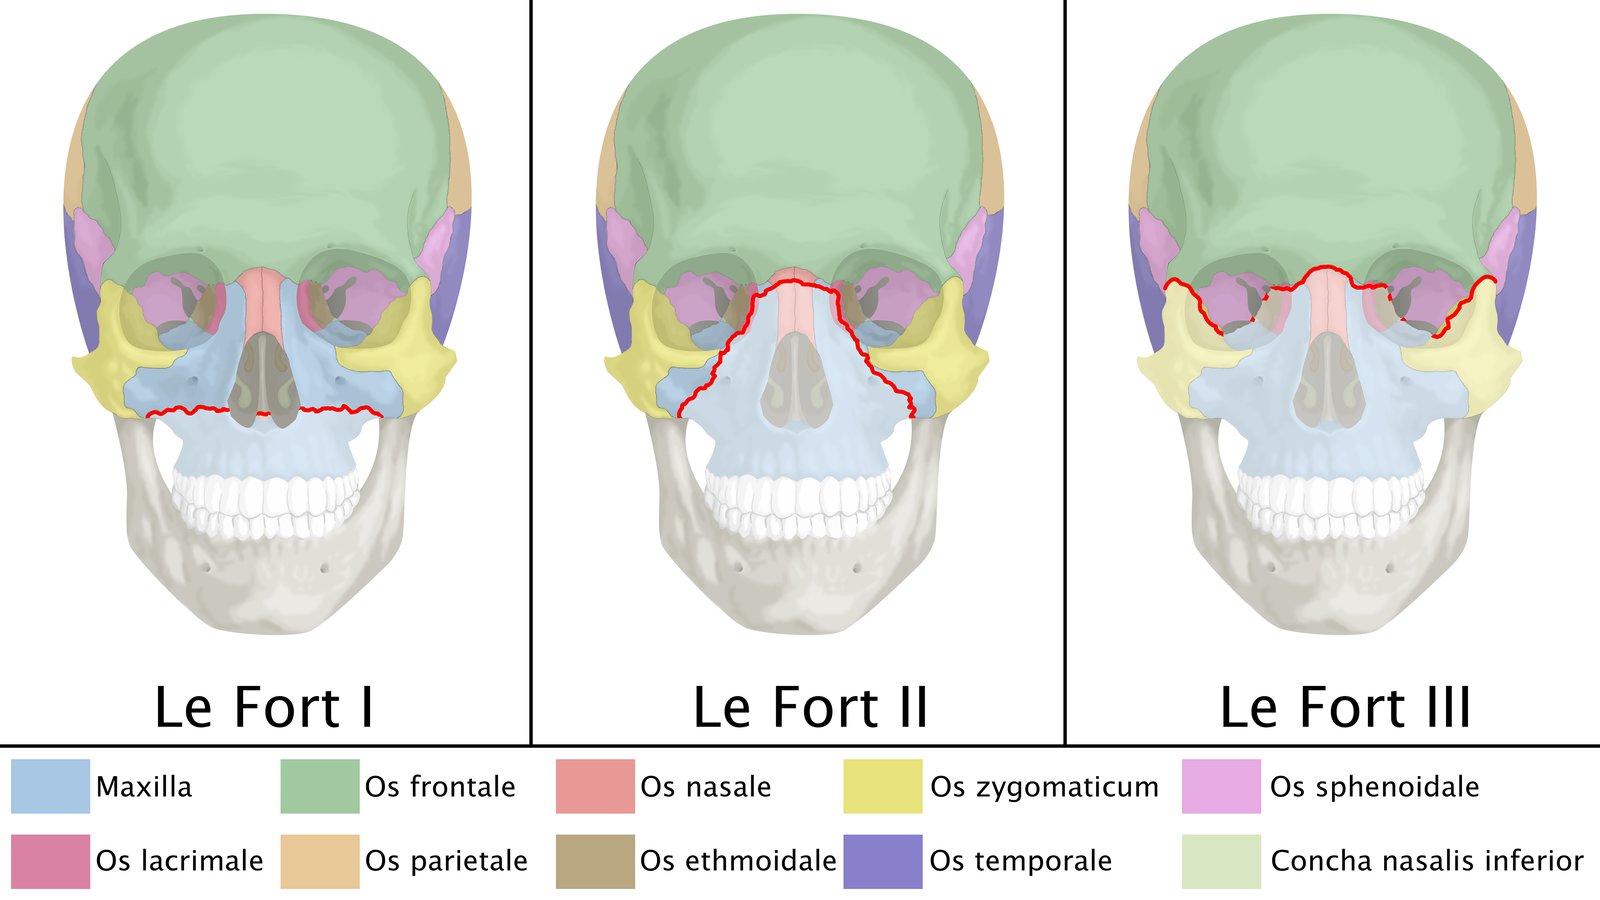 Le Fort I
Le Fort II
Le Fort III
Maxilla
Os frontale
Os nasale
Os zygomaticum
Os sphenoidale
Os lacrimale
Os parietale
Os ethmoidale
Os temporale
Concha nasalis inferior